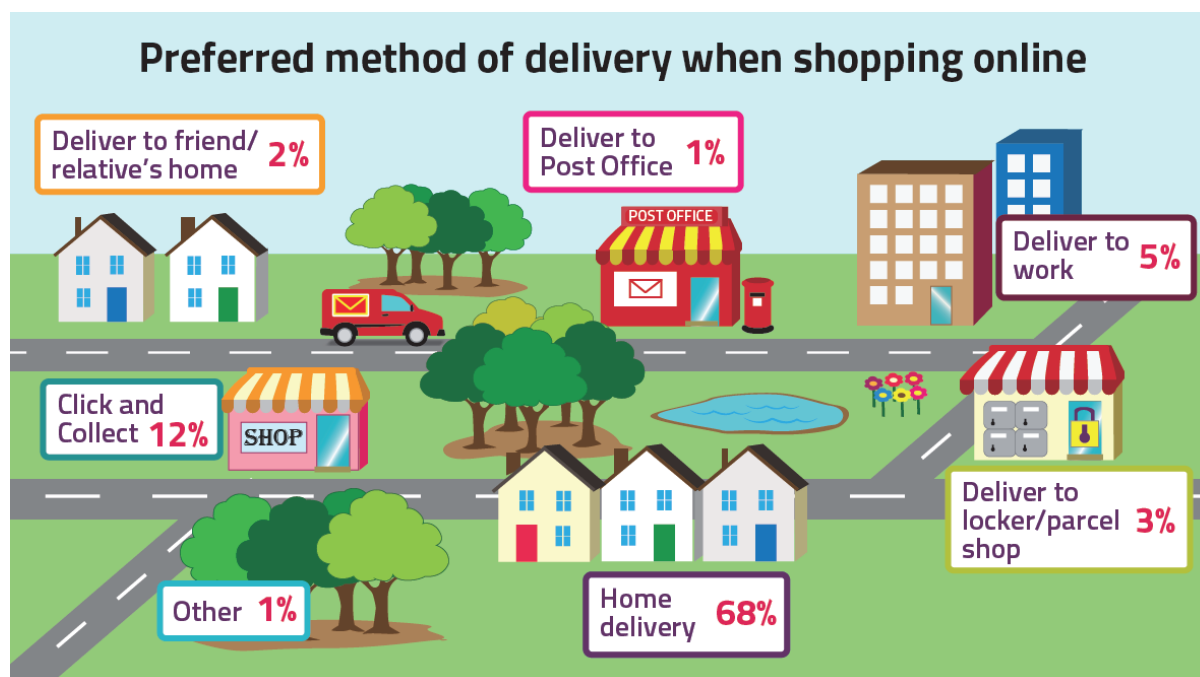 Preferred method of delivery when shopping online
Deliver to friend/
relative's home 2%
Deliver to
Post Office 1%
POST OFFICE
Deliver to
work 5%
Click and
Collect 12%
SHOP
Deliver to
locker/parcel 3%
shop
Other 1%
Home
delivery 68%